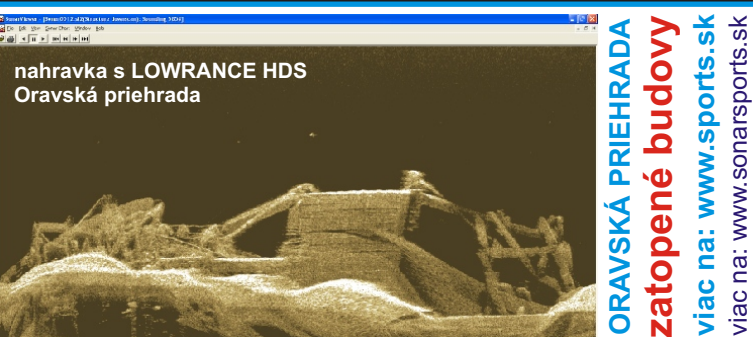 nahravka s LOWRANCE HDS
Oravská priehrada
ORAVSKÁ PRIEHRADA
zatopené budovy
viac na: www.sports.sk
viac na: www.sonarsports.sk